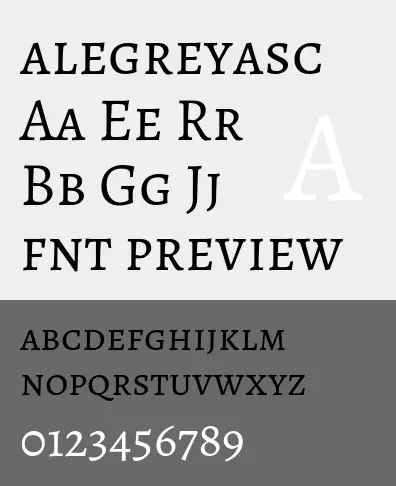 ALEGREYASC
Aa Ee Rr
Bb Gg Jj
A
FNT PREVIEW
ABCDEFGHIJKLM
NOPQRSTUVWXYZ
0123456789